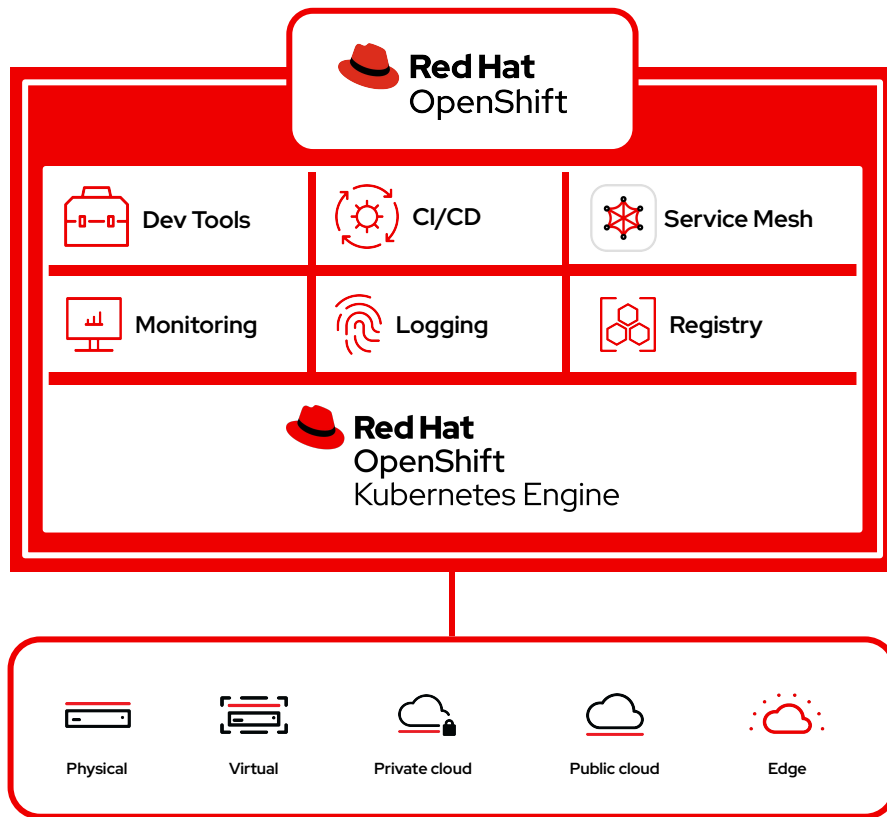 Red Hat
OpenShift
Dev Tools
CI/CD
Service Mesh
Monitoring
Logging
Registry
Red Hat
OpenShift
Kubernetes Engine
Physical
Virtual
Private cloud
Public cloud
Edge